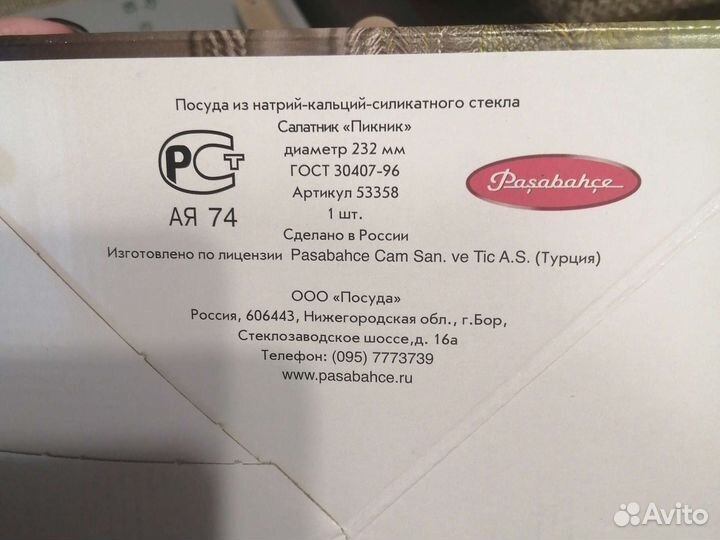 Посуда из натрий-кальций-силикатного стекла
Салатник «Пикник»
диаметр 232 мм
ГОСТ 30407-96
Артикул 53358
1 шт.
Сделано в России
Изготовлено по лицензии Pasabahce Cam San. ve Tic A.S. (Турция)
РСТ
АЯ 74
Paşabahçe
ООО «Посуда»
Россия, 606443, Нижегородская обл., г.Бор,
Стеклозаводское шоссе,д. 16а
Телефон: (095) 7773739
www.pasabahce.ru
Avito